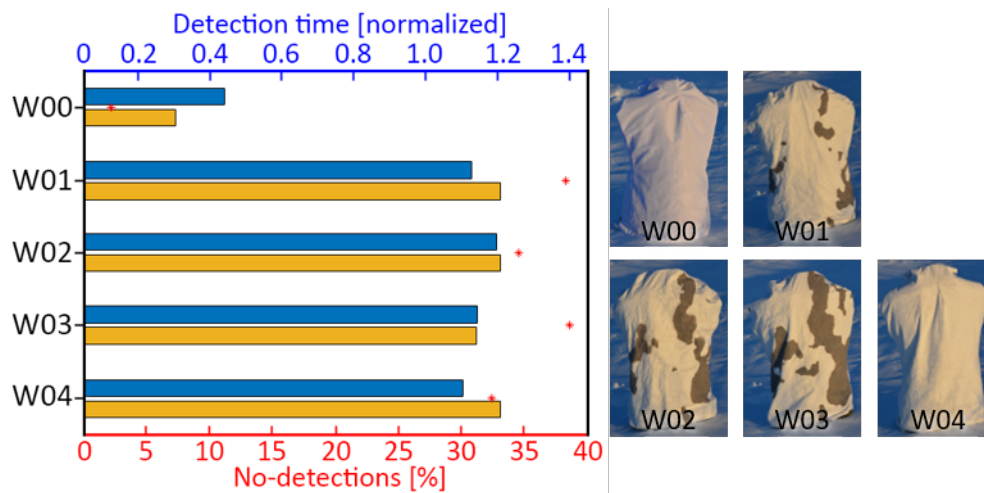 Detection time [normalized]
0 0.2 0.4 0.6 0.8 1.0 1.2 1.4
W00
W01
W02
W03
W04
0 5 10 15 20 25 30 35 40
No-detections [%]
W00 W01
W02 W03 W04